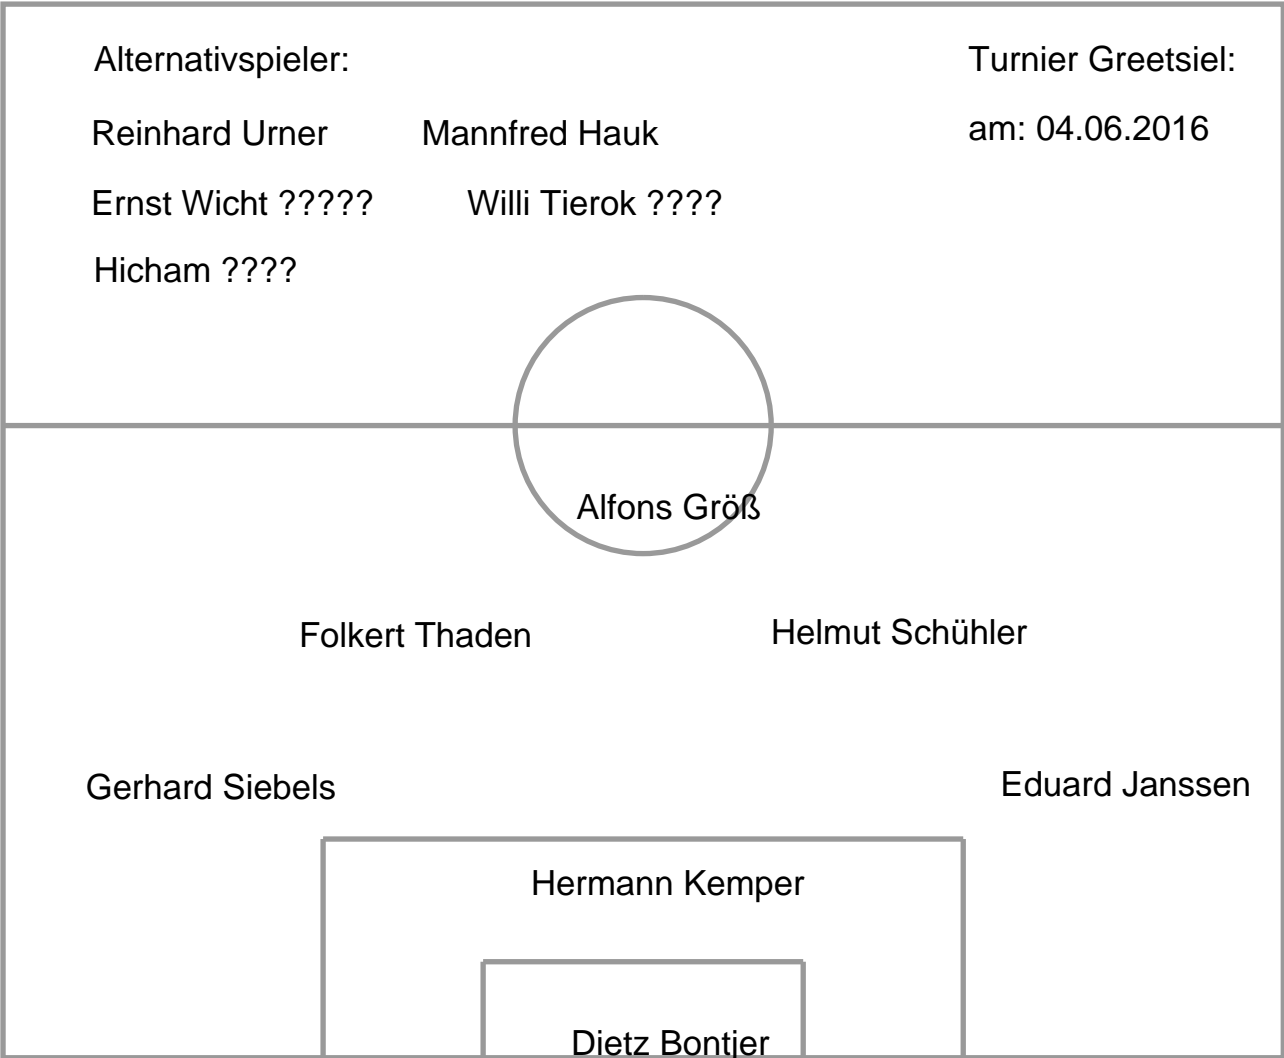 Alternativspieler:
Turnier Greetsiel:
Reinhard Urner Mannfred Hauk
am: 04.06.2016
Ernst Wicht ????? Willi Tierok ????
Hicham ????
Alfons Größ
Folkert Thaden Helmut Schühler
Gerhard Siebels Eduard Janssen
Hermann Kemper
Dietz Bontjer